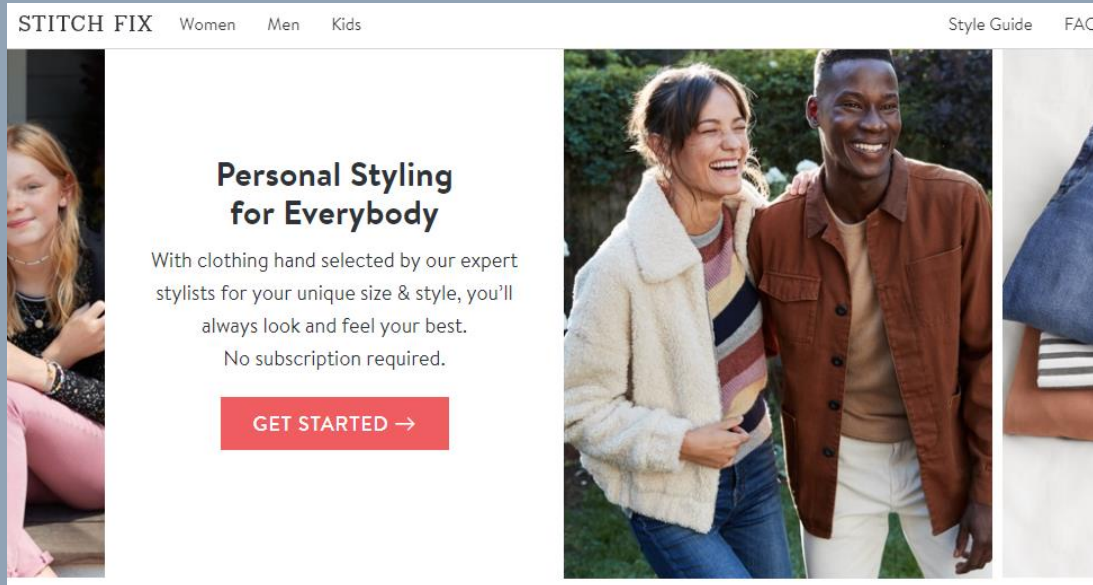 STITCH FIX Women Men Kids Style Guide FAQ
Personal Styling
for Everybody
With clothing hand selected by our expert
stylists for your unique size & style, you'll
always look and feel your best.
No subscription required.
GET STARTED →